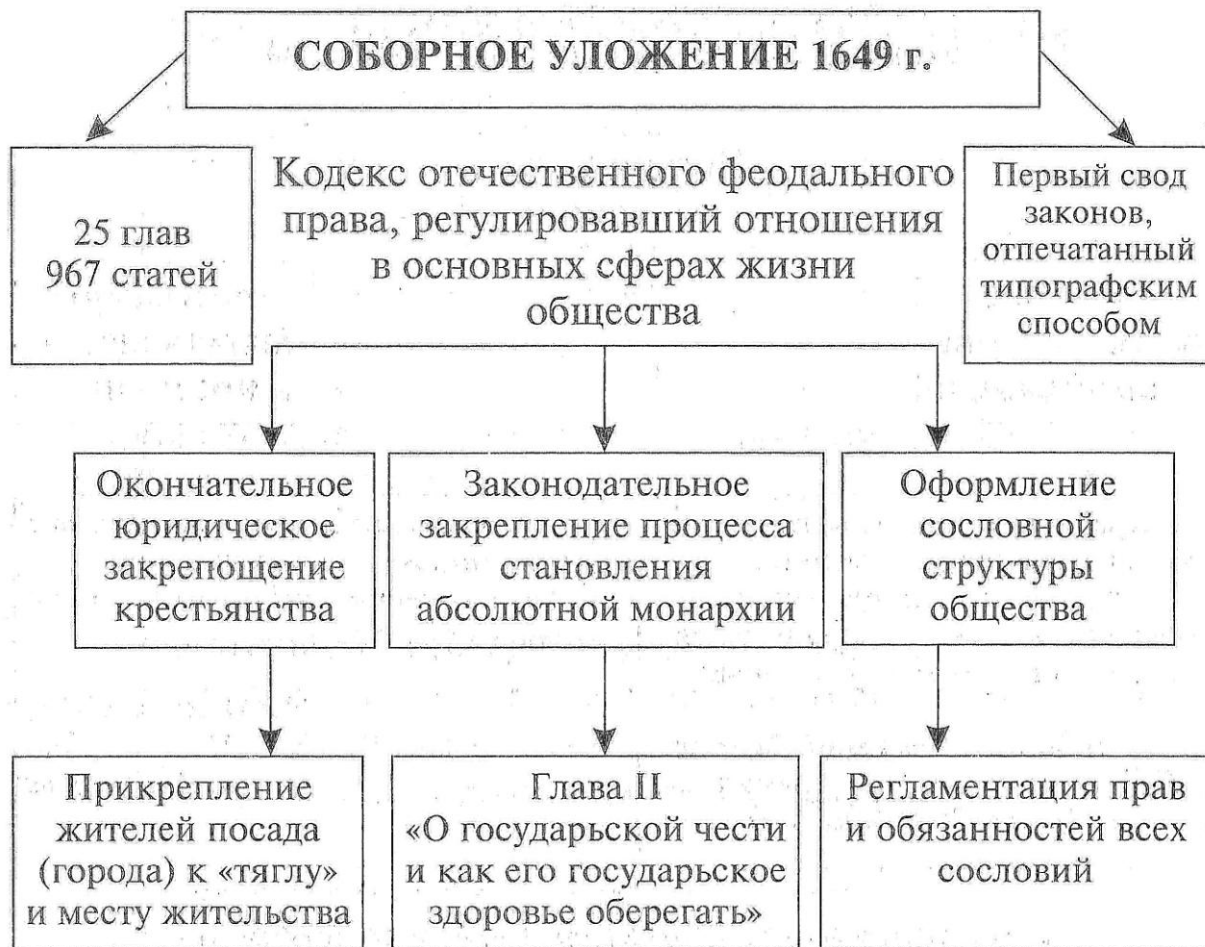 СОБОРНОЕ УЛОЖЕНИЕ 1649 г.
25 глав
967 статей
Кодекс отечественного феодального
права, регулировавший отношения
в основных сферах жизни
общества
Первый свод
законов,
отпечатанный
типографским
способом
Окончательное
юридическое
закрепощение
крестьянства
Законодательное
закрепление процесса
становления
абсолютной монархии
Оформление
сословной
структуры
общества
Прикрепление
жителей посада
(города) к «тяглу»
и месту жительства
Глава II
«О государьской чести
и как его государьское
здоровье оберегать»
Регламентация прав
и обязанностей всех
сословий